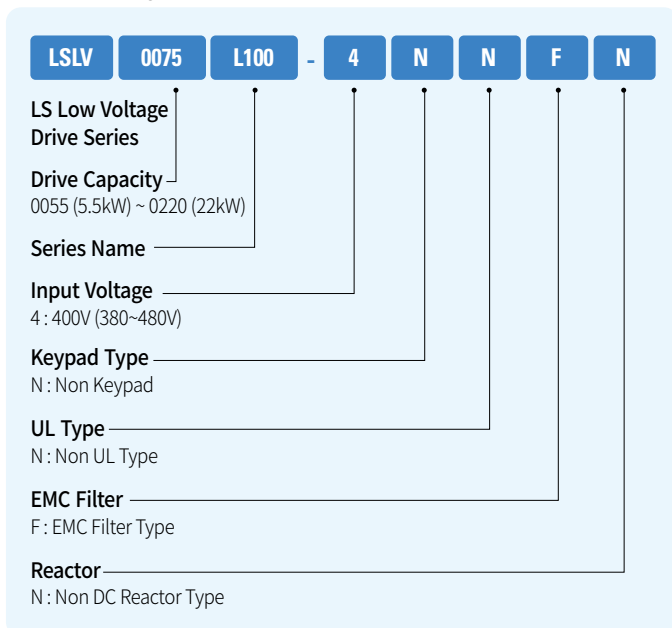 LSLV 0075 L100 - 4 N N F N
LS Low Voltage
Drive Series
Drive Capacity
0055 (5.5kW) ~ 0220 (22kW)
Series Name
Input Voltage
4 : 400V (380~480V)
Keypad Type
N : Non Keypad
UL Type
N : Non UL Type
EMC Filter
F : EMC Filter Type
Reactor
N : Non DC Reactor Type